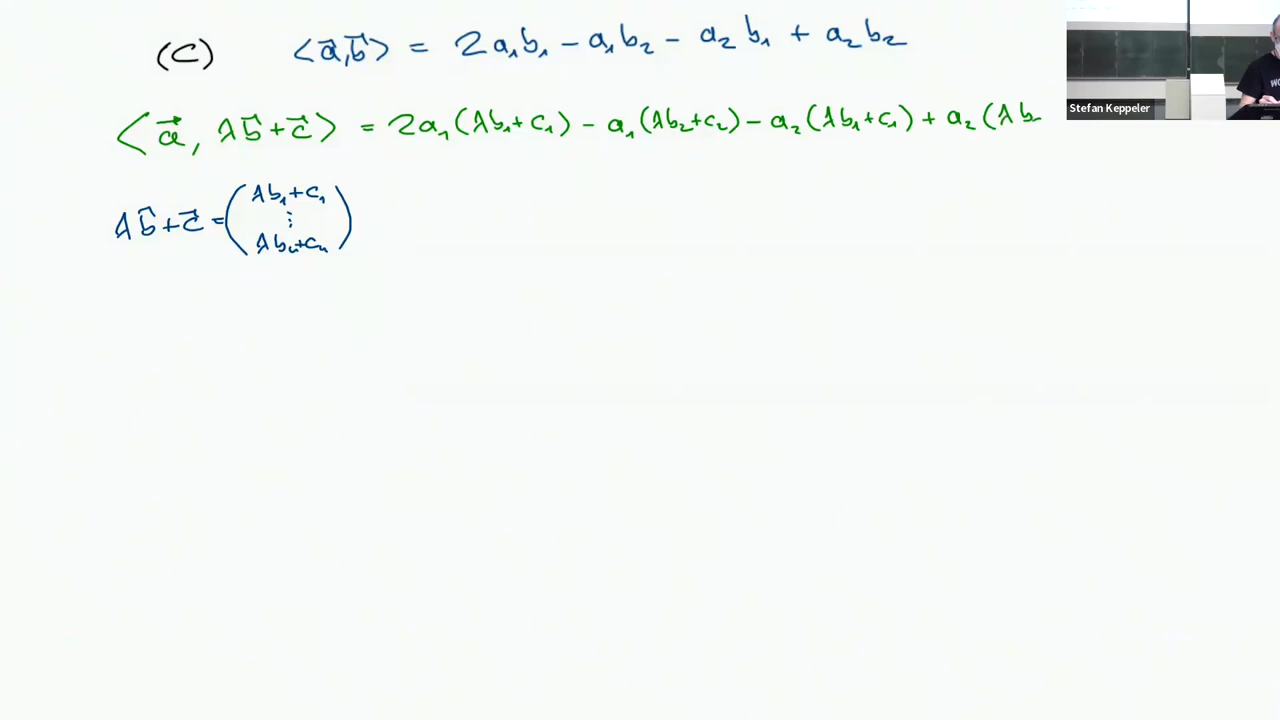 (C) ⟨a⃗,b⃗⟩ = 2a₁b₁ − a₁b₂ − a₂b₁ + a₂b₂
⟨a⃗, λb⃗+c⃗⟩ = 2a₁(λb₁+c₁) − a₁(λb₂+c₂) − a₂(λb₁+c₁) + a₂(λb
λb⃗+c⃗ = (λb₁+c₁ ⋮ λbₙ+cₙ)
Stefan Keppeler